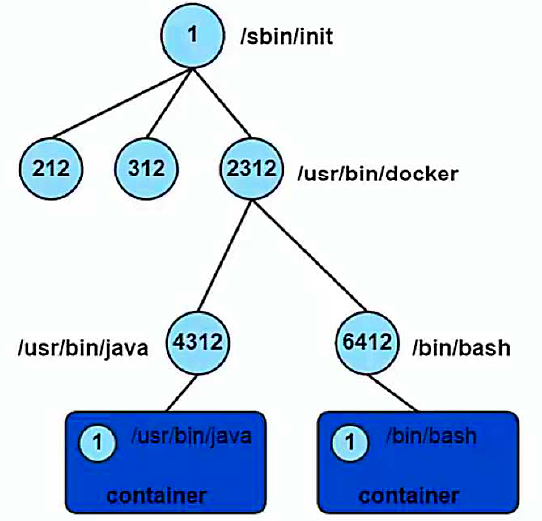 1 /sbin/init
212 312 2312 /usr/bin/docker
/usr/bin/java 4312 6412 /bin/bash
1 /usr/bin/java
container
1 /bin/bash
container